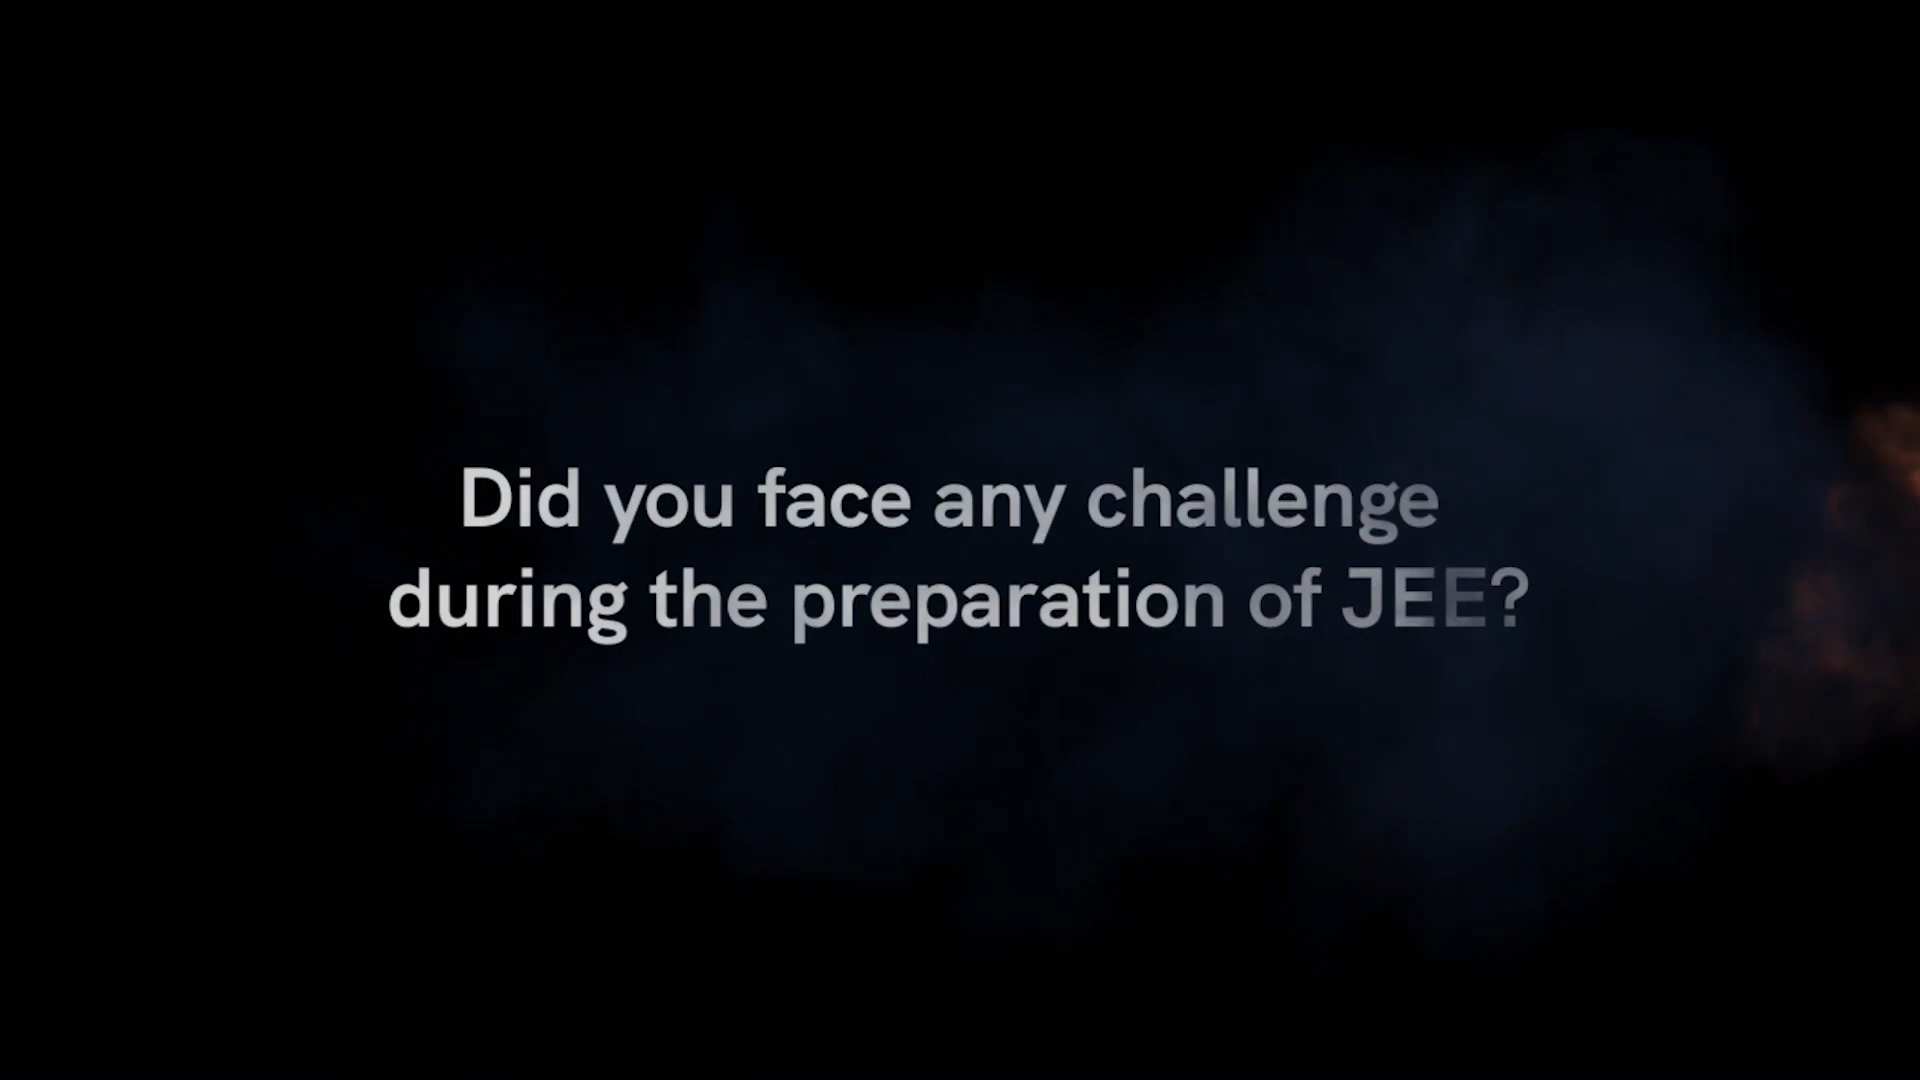 Did you face any challenge
during the preparation of JEE?